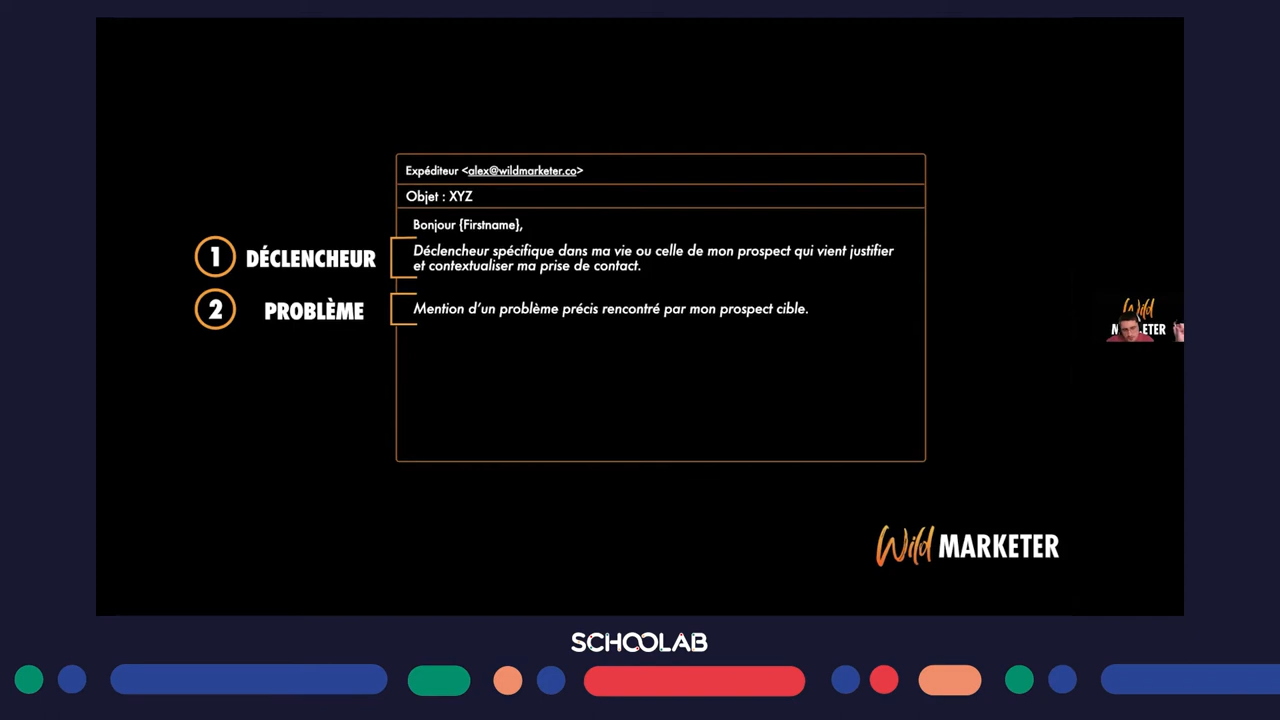 Expéditeur <alex@wildmarketer.co>
Objet : XYZ
Bonjour {Firstname},
1 DÉCLENCHEUR
Déclencheur spécifique dans ma vie ou celle de mon prospect qui vient justifier
et contextualiser ma prise de contact.
2 PROBLÈME
Mention d'un problème précis rencontré par mon prospect cible.
Wild
Wild MARKETER
SCHOOLAB